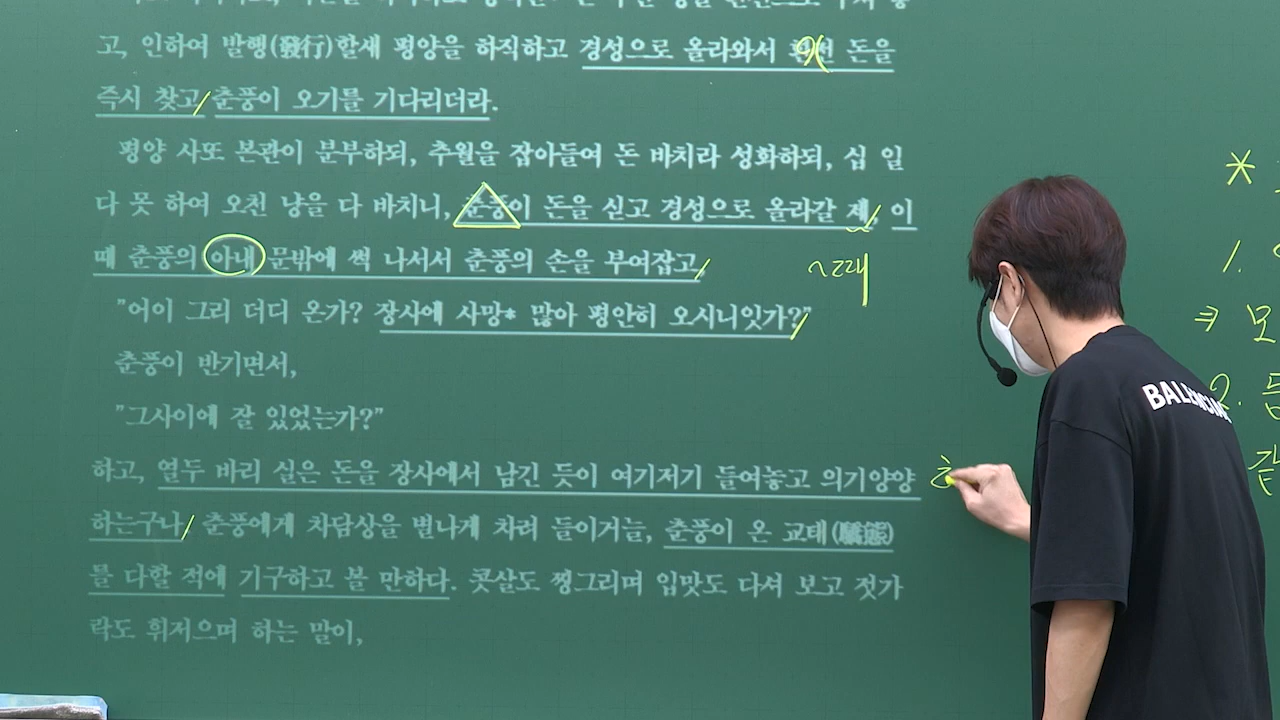 고, 인하여 발행(發行)할새 평양을 하직하고 경성으로 올라와서 돈을
즉시 찾고 춘풍이 오기를 기다리더라.
평양 사또 본관이 분부하되, 추월을 잡아들여 돈 바치라 성화하되, 십 일
다 못 하여 오천 냥을 다 바치니, 춘풍이 돈을 싣고 경성으로 올라갈 제, 이
때 춘풍의 아내 문밖에 썩 나서서 춘풍의 손을 부여잡고,
~때
"어이 그리 더디 온가? 장사에 사망* 많아 평안히 오시니잇가?"
춘풍이 반기면서,
"그사이에 잘 있었는가?"
하고, 열두 바리 실은 돈을 장사에서 남긴 듯이 여기저기 들여놓고 의기양양
하는구나 춘풍에게 차담상을 별나게 차려 들이거늘, 춘풍이 온 교태(驕態)
를 다할 적에 기구하고 볼 만하다. 콧살도 찡그리며 입맛도 다셔 보고 젓가
락도 휘저으며 하는 말이,
*
1.
⇒ 모
2.
같